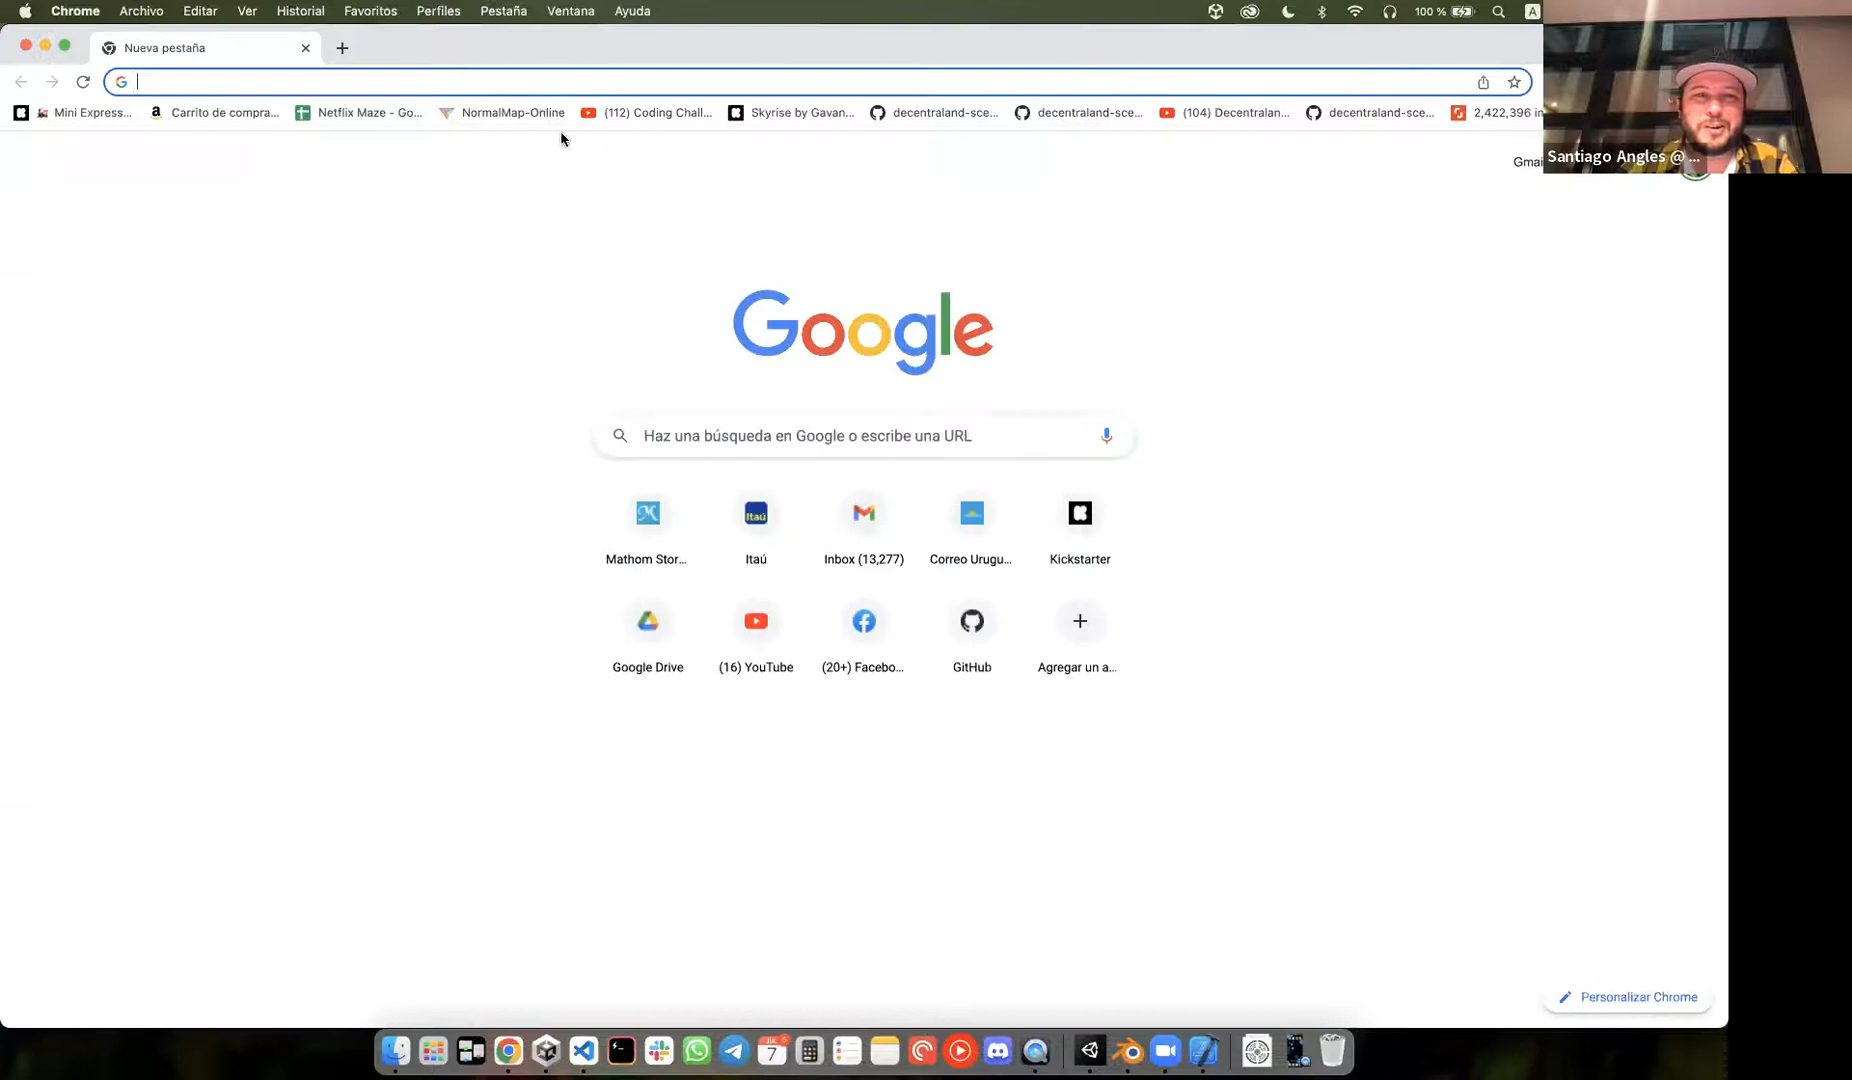 Chrome Archivo Editar Ver Historial Favoritos Perfiles Pestaña Ventana Ayuda 100 % A
Nueva pestaña
Mini Express... Carrito de compra... Netflix Maze - Go... NormalMap-Online (112) Coding Chall... Skyrise by Gavan... decentraland-sce... decentraland-sce... (104) Decentralan... decentraland-sce... 2,422,396 in
Santiago Angles @ ...
Gmai
Google
Haz una búsqueda en Google o escribe una URL
Itaú
Mathom Stor... Itaú Inbox (13,277) Correo Urugu... Kickstarter
Google Drive (16) YouTube (20+) Facebo... GitHub Agregar un a...
Personalizar Chrome
7